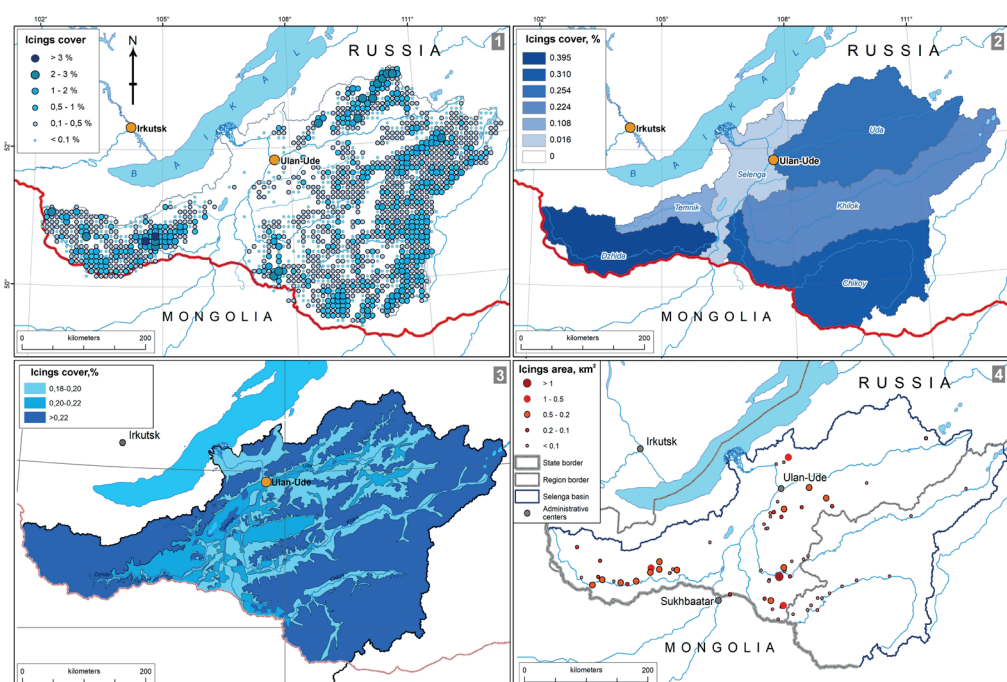 102°
108°
111°
Icings cover
> 3 %
2 - 3 %
1 - 2 %
0,5 - 1 %
0,1 - 0,5 %
< 0.1 %
N
RUSSIA
1
BAIKAL
Irkutsk
52°
Ulan-Ude
50°
MONGOLIA
kilometers
0 200
102°
105°
108°
111°
Icings cover, %
0.395
0.310
0.254
0.224
0.108
0.016
0
RUSSIA
2
BAIKAL
Irkutsk
Uda
Ulan-Ude
Selenga
Temnik
Khilok
Dzhida
Chikoy
MONGOLIA
kilometers
0 200
Icings cover,%
0,18-0,20
0,20-0,22
>0,22
3
Irkutsk
Ulan-Ude
Dzhida
kilometers
0 200
Icings area, km²
> 1
1 - 0.5
0.5 - 0.2
0.2 - 0.1
< 0.1
State border
Region border
Selenga basin
Administrative
centers
4
RUSSIA
Irkutsk
Ulan-Ude
Sukhbaatar
MONGOLIA
kilometers
0 200